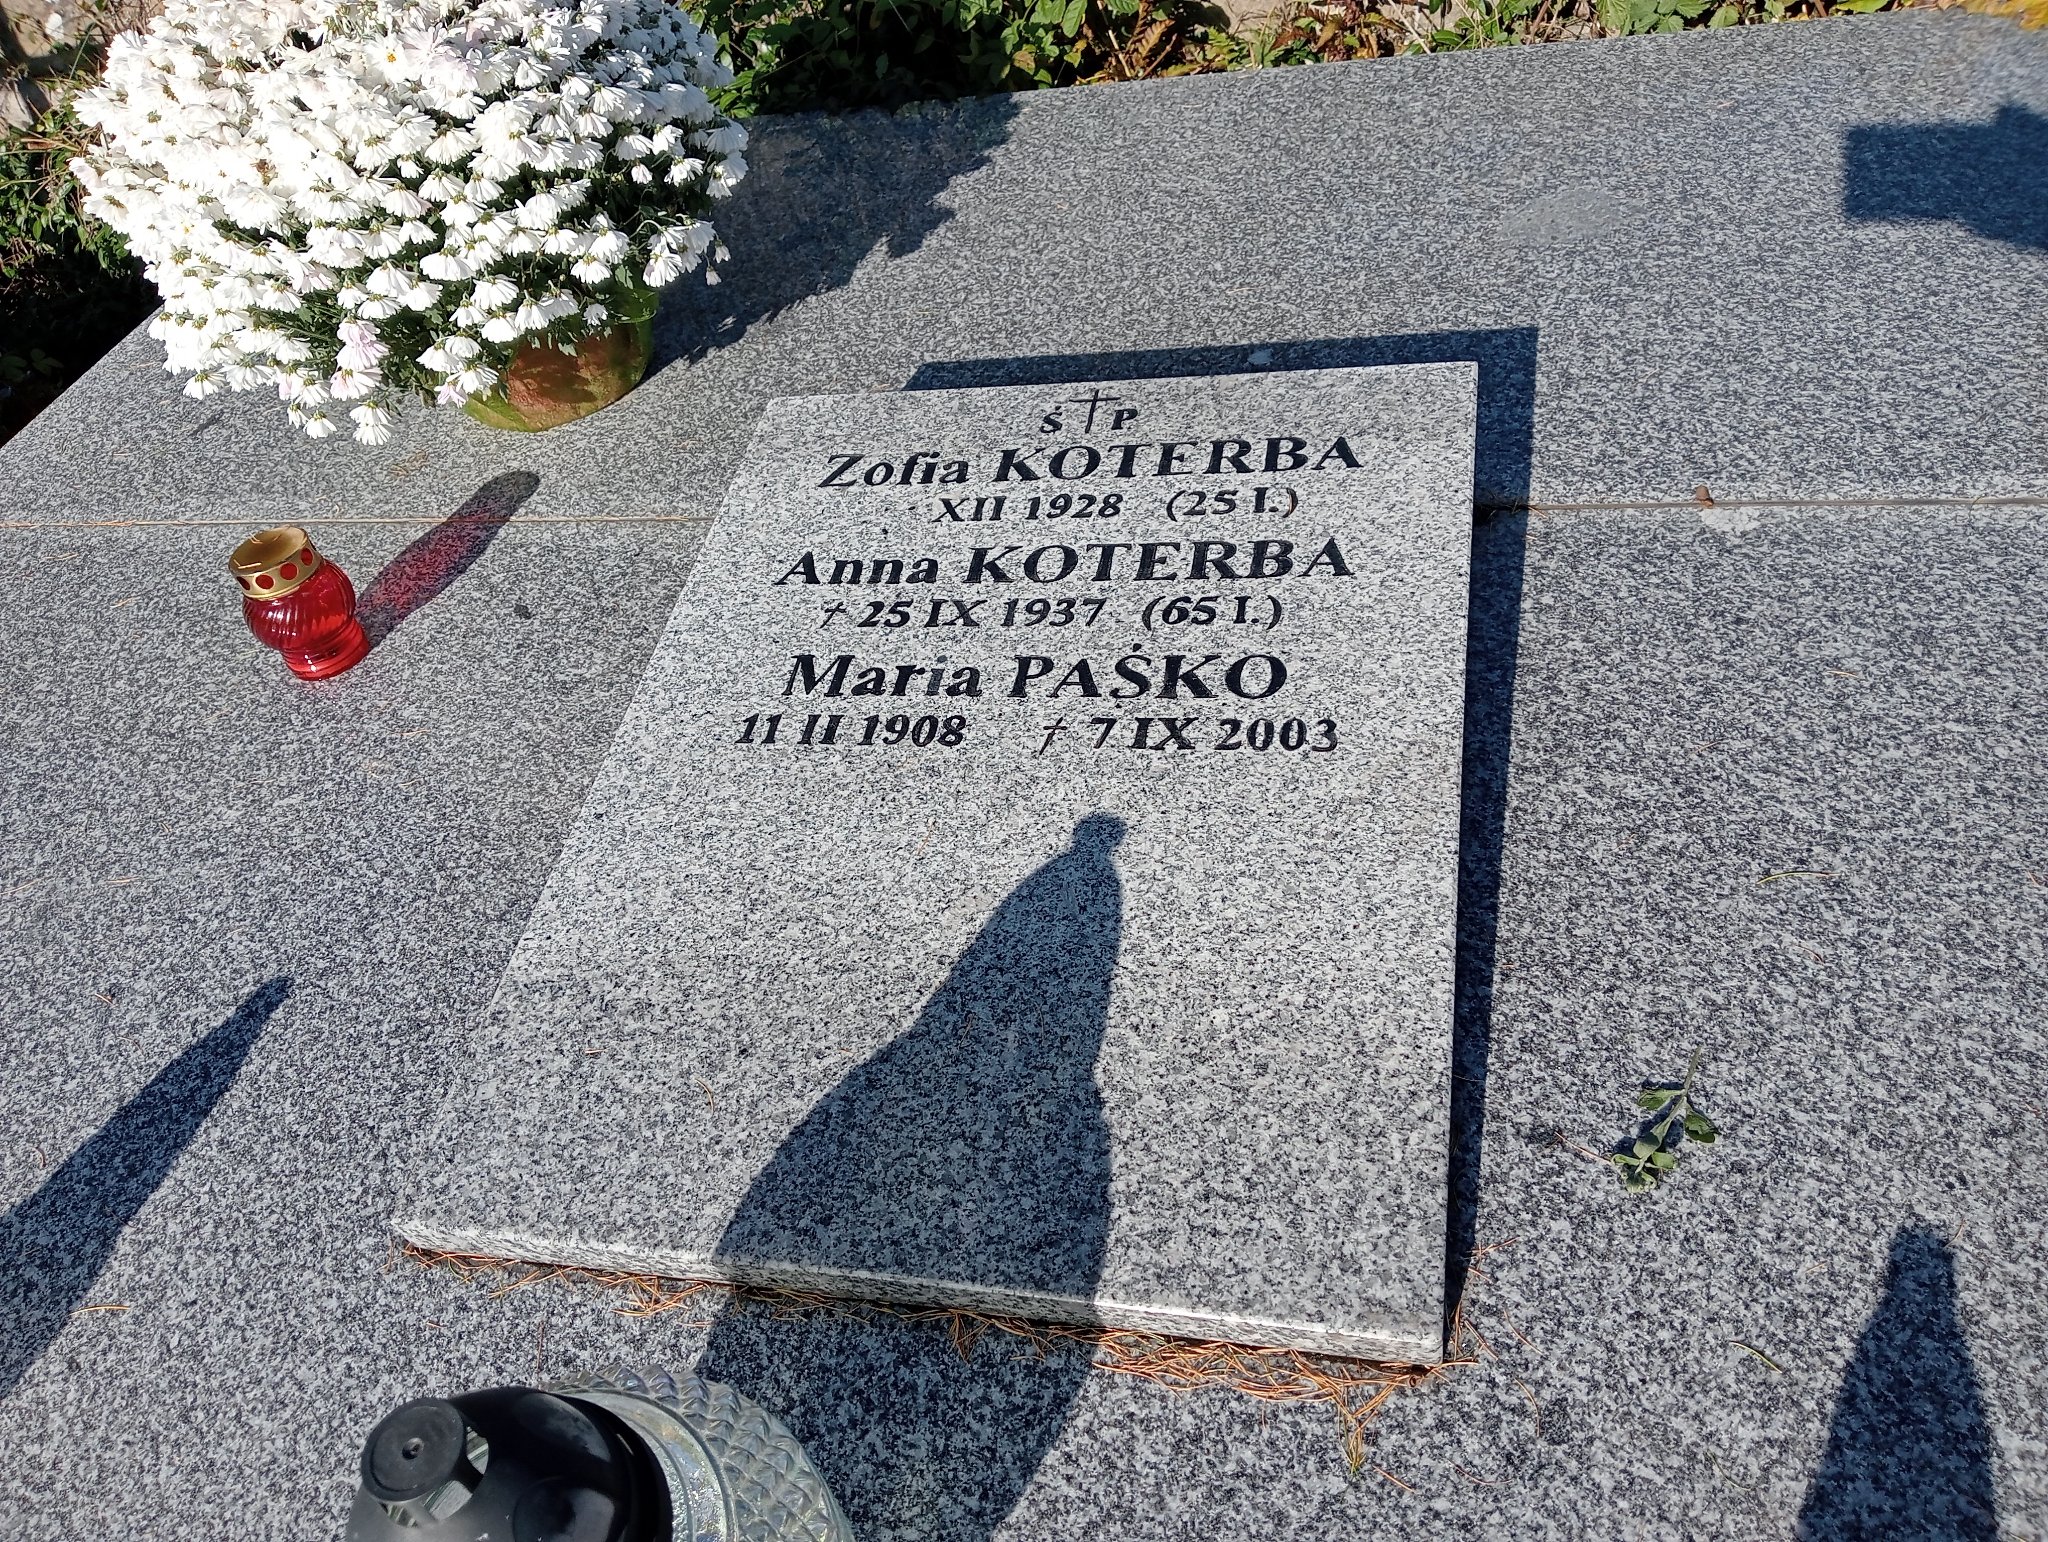 Ś † P
Zofia KOTERBA
XII 1928 (25 l.)
Anna KOTERBA
† 25 IX 1937 (65 l.)
Maria PAŚKO
11 II 1908 † 7 IX 2003